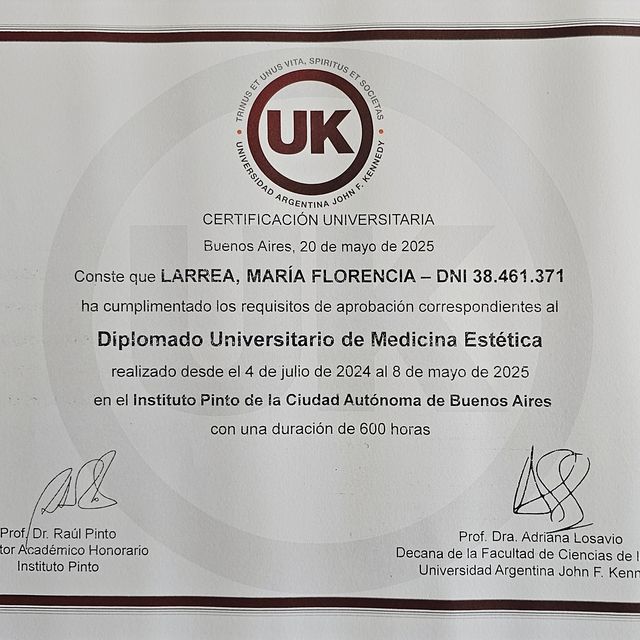 TRINUS ET UNUS VITA, SPIRITUS ET SOCIETAS
UK
UNIVERSIDAD ARGENTINA JOHN F. KENNEDY
CERTIFICACIÓN UNIVERSITARIA
Buenos Aires, 20 de mayo de 2025
Conste que LARREA, MARÍA FLORENCIA – DNI 38.461.371
ha cumplimentado los requisitos de aprobación correspondientes al
Diplomado Universitario de Medicina Estética
realizado desde el 4 de julio de 2024 al 8 de mayo de 2025
en el Instituto Pinto de la Ciudad Autónoma de Buenos Aires
con una duración de 600 horas
Prof. Dr. Raúl Pinto
tor Académico Honorario
Instituto Pinto
Prof. Dra. Adriana Losavio
Decana de la Facultad de Ciencias de l
Universidad Argentina John F. Kenn